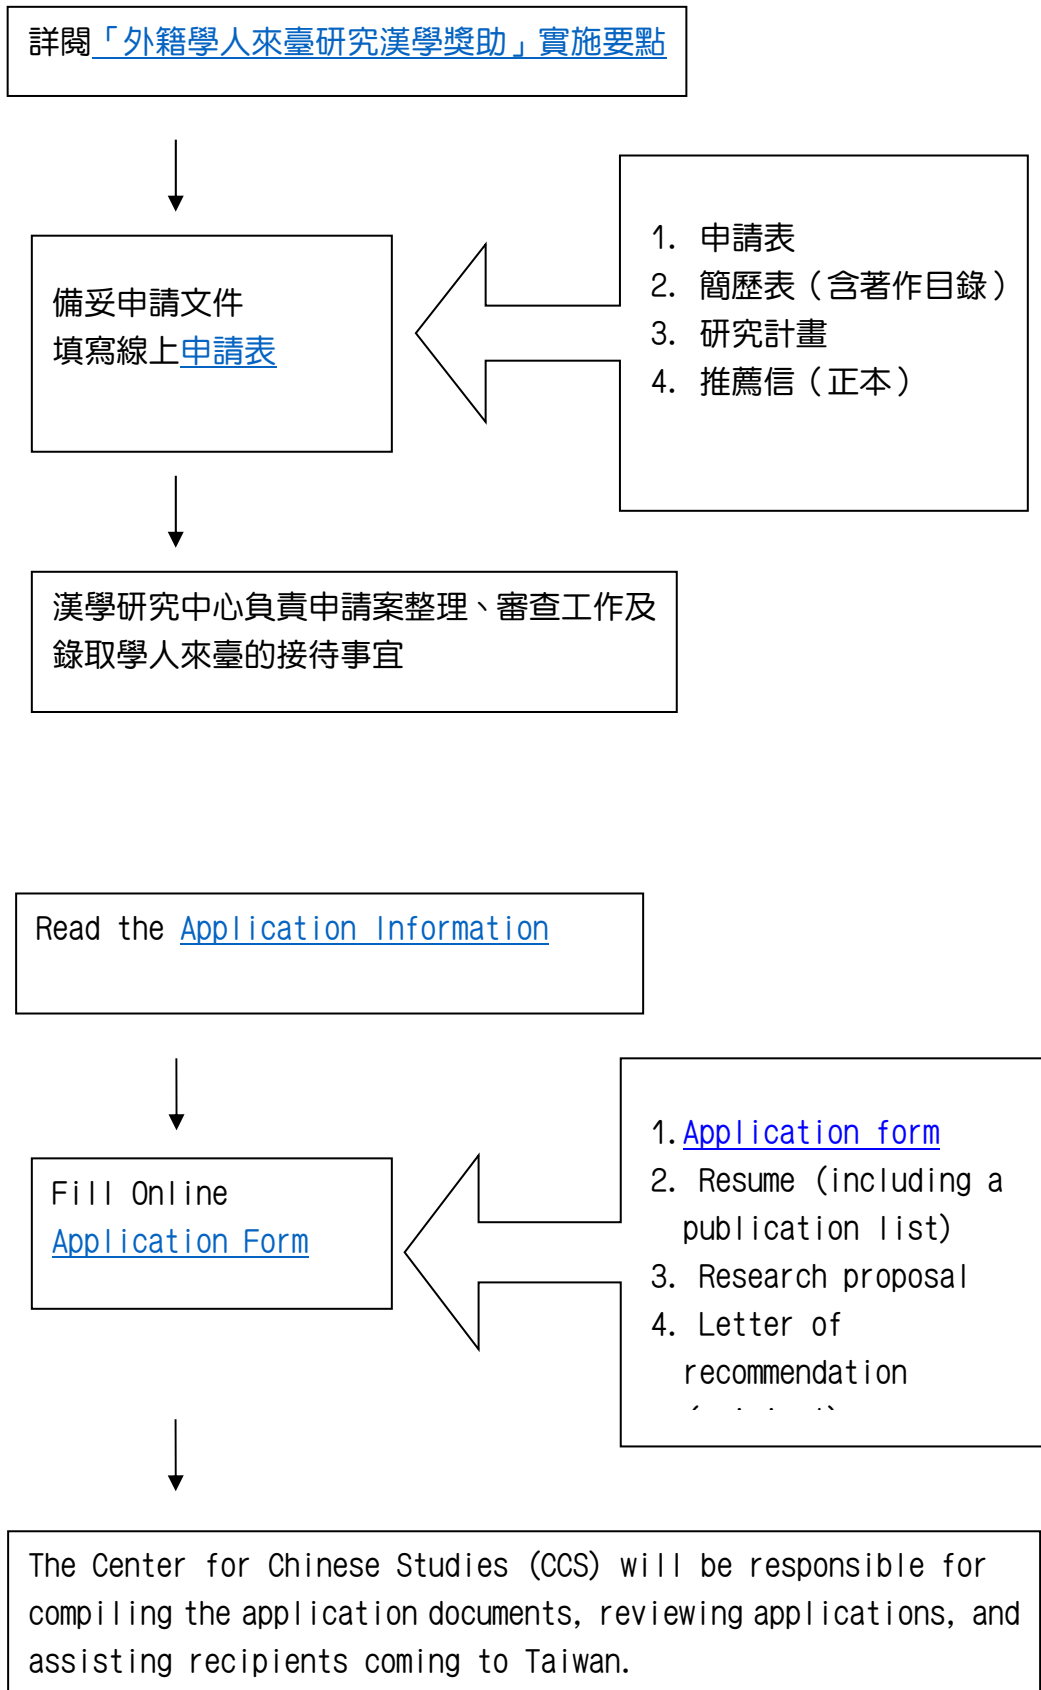 詳閱「外籍學人來臺研究漢學獎助」實施要點
備妥申請文件
填寫線上申請表
1. 申請表
2. 簡歷表（含著作目錄）
3. 研究計畫
4. 推薦信（正本）
漢學研究中心負責申請案整理、審查工作及
錄取學人來臺的接待事宜
Read the Application Information
Fill Online
Application Form
1. Application form
2. Resume (including a
publication list)
3. Research proposal
4. Letter of
recommendation
The Center for Chinese Studies (CCS) will be responsible for
compiling the application documents, reviewing applications, and
assisting recipients coming to Taiwan.